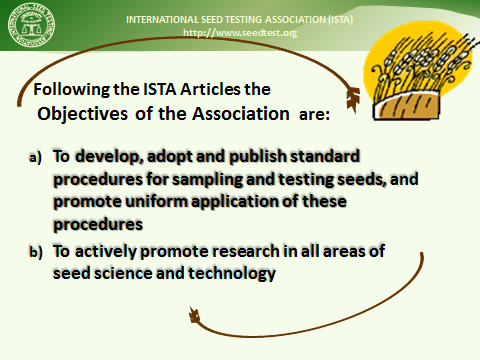 INTERNATIONAL SEED TESTING ASSOCIATION (ISTA)
http://www.seedtest.org
Following the ISTA Articles the
Objectives of the Association are:
a) To develop, adopt and publish standard
procedures for sampling and testing seeds, and
promote uniform application of these
procedures
b) To actively promote research in all areas of
seed science and technology